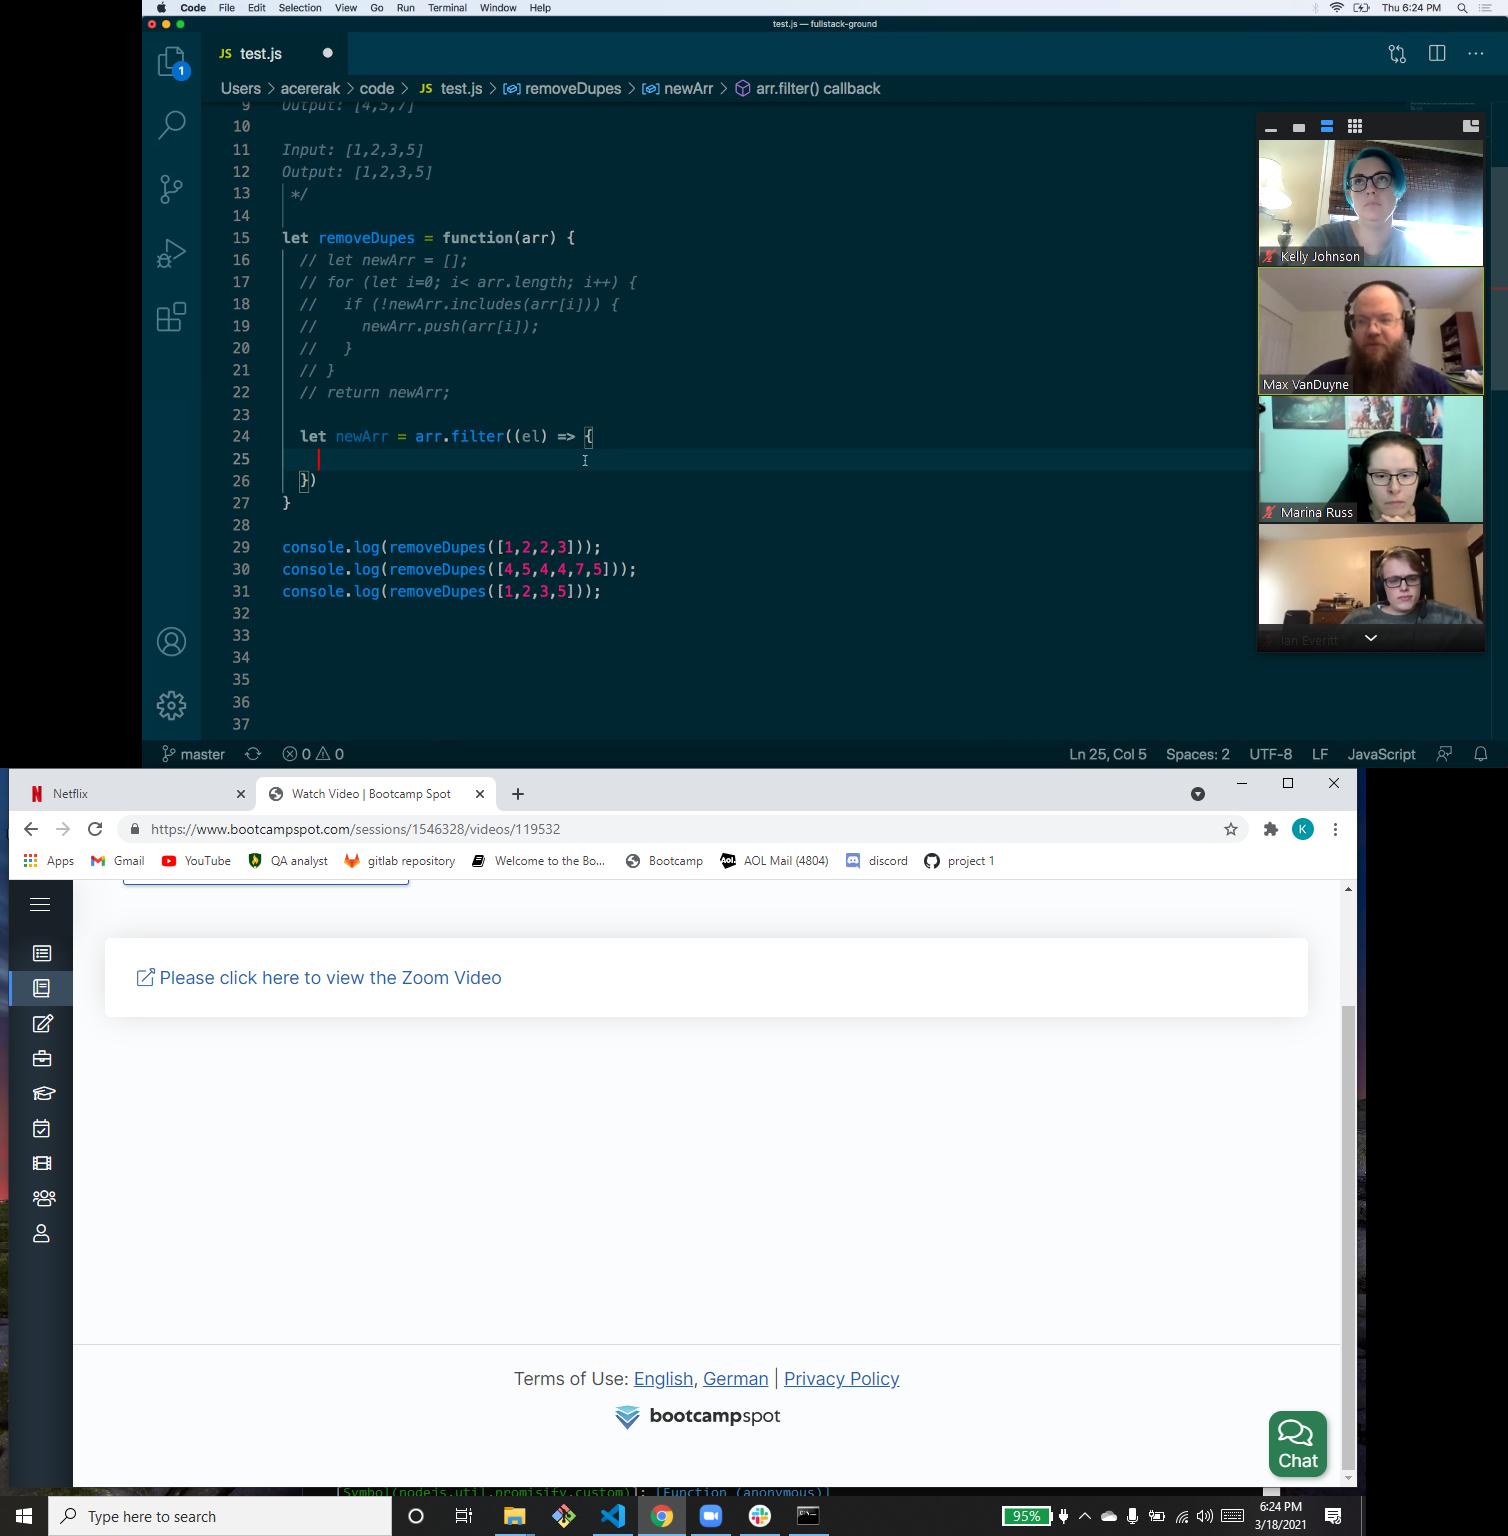 Code File Edit Selection View Go Run Terminal Window Help Thu 6:24 PM
test.js — fullstack-ground
JS test.js
1
Users > acererak > code > JS test.js > removeDupes > newArr > arr.filter() callback
9 Output: [4,5,7]
10
11 Input: [1,2,3,5]
12 Output: [1,2,3,5]
13 */
14
15 let removeDupes = function(arr) {
16 // let newArr = [];
17 // for (let i=0; i< arr.length; i++) {
18 //   if (!newArr.includes(arr[i])) {
19 //     newArr.push(arr[i]);
20 //   }
21 // }
22 // return newArr;
23
24 let newArr = arr.filter((el) => {
25
26 })
27 }
28
29 console.log(removeDupes([1,2,2,3]));
30 console.log(removeDupes([4,5,4,4,7,5]));
31 console.log(removeDupes([1,2,3,5]));
32
33
34
35
36
37
Kelly Johnson
Max VanDuyne
Marina Russ
Ian Everitt
master 0 0 Ln 25, Col 5 Spaces: 2 UTF-8 LF JavaScript
N Netflix Watch Video | Bootcamp Spot
https://www.bootcampspot.com/sessions/1546328/videos/119532 K
Apps Gmail YouTube QA analyst gitlab repository Welcome to the Bo... Bootcamp Aol. AOL Mail (4804) discord project 1
Please click here to view the Zoom Video
Terms of Use: English, German | Privacy Policy
bootcampspot
Chat
[Symbol(nodejs.util.promisify.custom)]: [Function (anonymous)]
Type here to search 95% 6:24 PM
3/18/2021